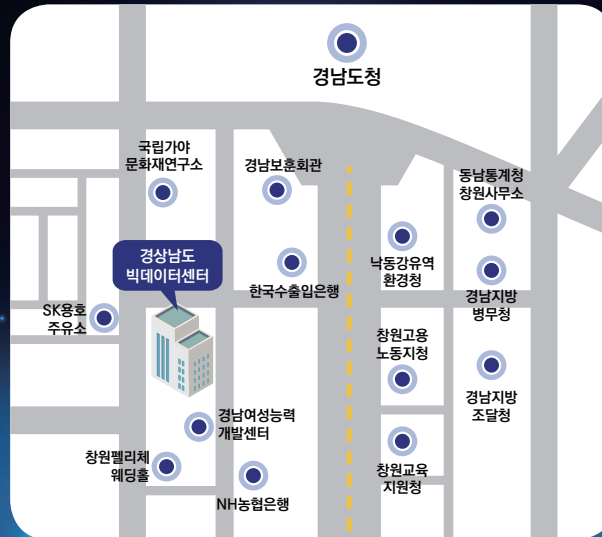 경남도청
국립가야
문화재연구소
경남보훈회관
동남통계청
창원사무소
경상남도
빅데이터센터
낙동강유역
환경청
한국수출입은행
경남지방
병무청
SK용호
주유소
창원고용
노동지청
경남지방
조달청
경남여성능력
개발센터
창원펠리체
웨딩홀
창원교육
지원청
NH농협은행